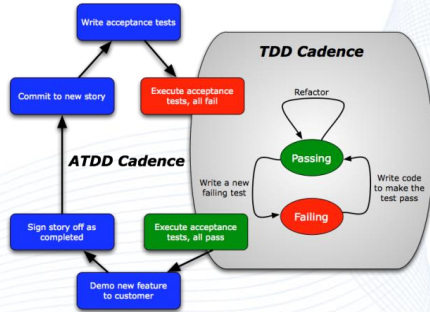 Write acceptance tests
TDD Cadence
Commit to new story
Execute acceptance
tests, all fail
Refactor
ATDD Cadence
Passing
Write a new
failing test
Write code
to make the
test pass
Failing
Sign story off as
completed
Execute acceptance
tests, all pass
Demo new feature
to customer